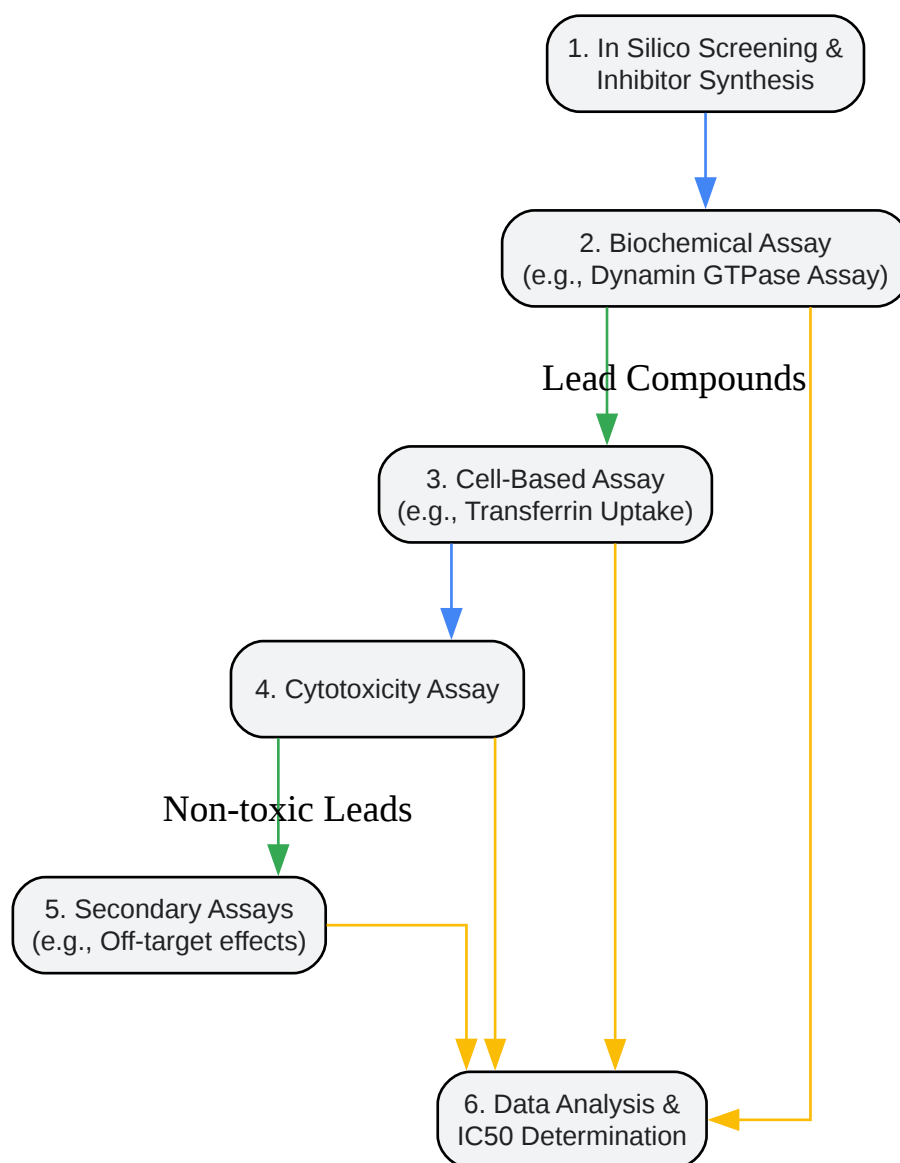 1. In Silico Screening &
Inhibitor Synthesis
2. Biochemical Assay
(e.g., Dynamin GTPase Assay)
Lead Compounds
3. Cell-Based Assay
(e.g., Transferrin Uptake)
4. Cytotoxicity Assay
Non-toxic Leads
5. Secondary Assays
(e.g., Off-target effects)
6. Data Analysis &
IC50 Determination